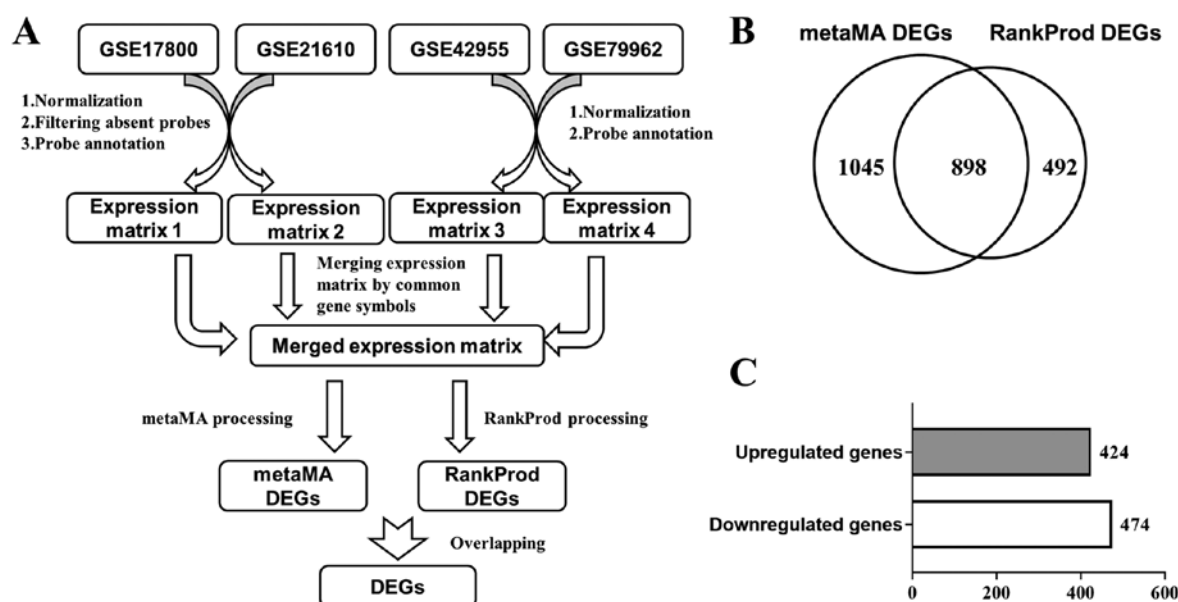 A
GSE17800
GSE21610
GSE42955
GSE79962
1.Normalization
2.Filtering absent probes
3.Probe annotation
1.Normalization
2.Probe annotation
Expression
matrix 1
Expression
matrix 2
Expression
matrix 3
Expression
matrix 4
Merging expression
matrix by common
gene symbols
Merged expression matrix
metaMA processing
RankProd processing
metaMA
DEGs
RankProd
DEGs
Overlapping
DEGs
B
metaMA DEGs
RankProd DEGs
1045
898
492
C
Upregulated genes
424
Downregulated genes
474
0
200
400
600